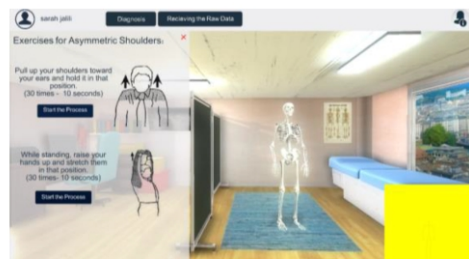 sarah jalili
Diagnosis
Recieving the Raw Data
Exercises for Asymmetric Shoulders:
Pull up your shoulders toward
your ears and hold it in that
position.
(30 times - 10 seconds)
Start the Process
While standing, raise your
hands up and stretch them
in that position.
(30 times- 10 seconds)
Start the Process